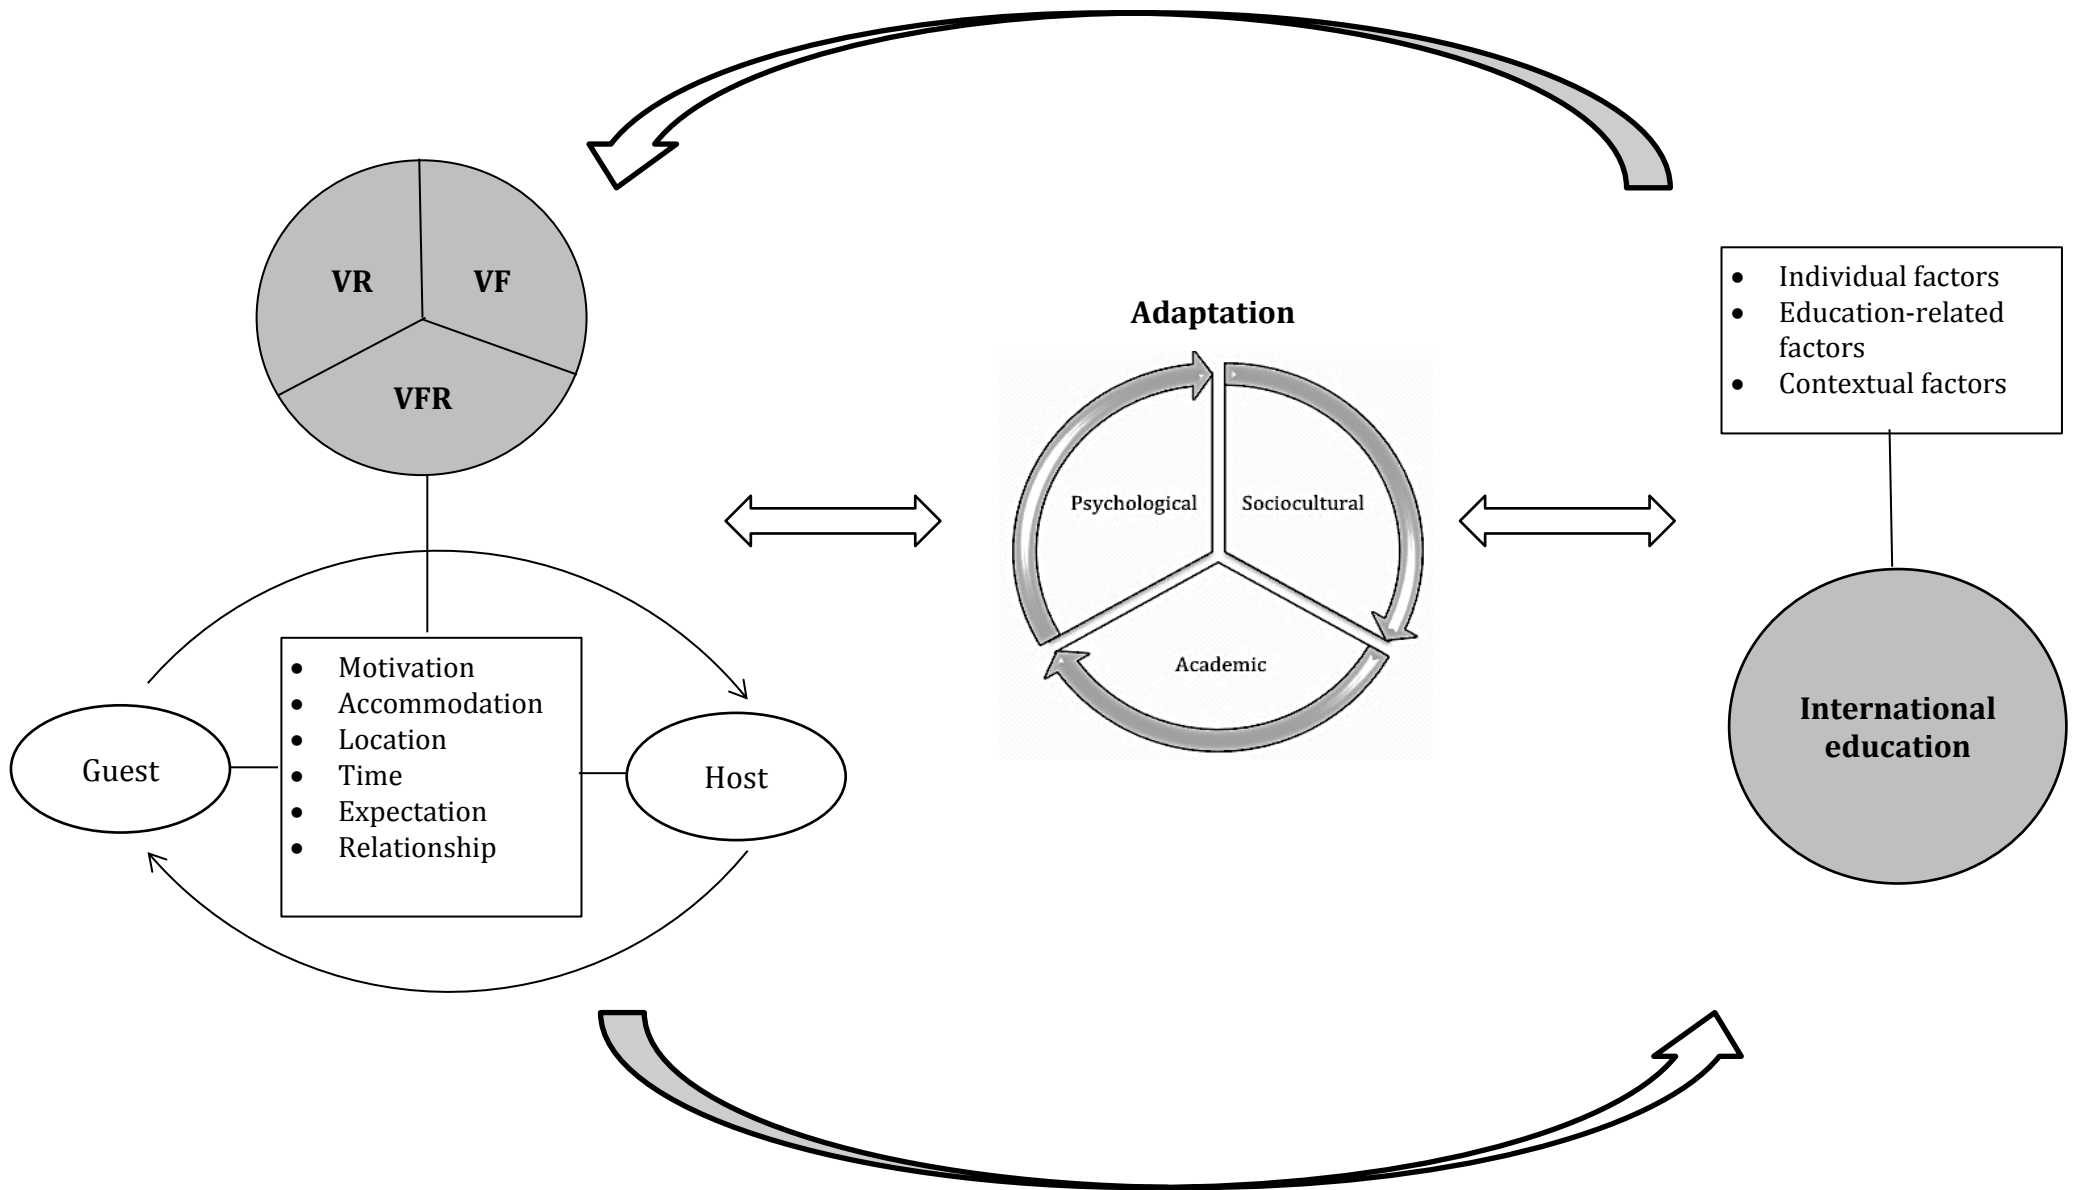 VR
VF
VFR
Motivation
Accommodation
Location
Time
Expectation
Relationship
Guest
Host
Adaptation
Psychological
Sociocultural
Academic
Individual factors
Education-related
factors
Contextual factors
International
education